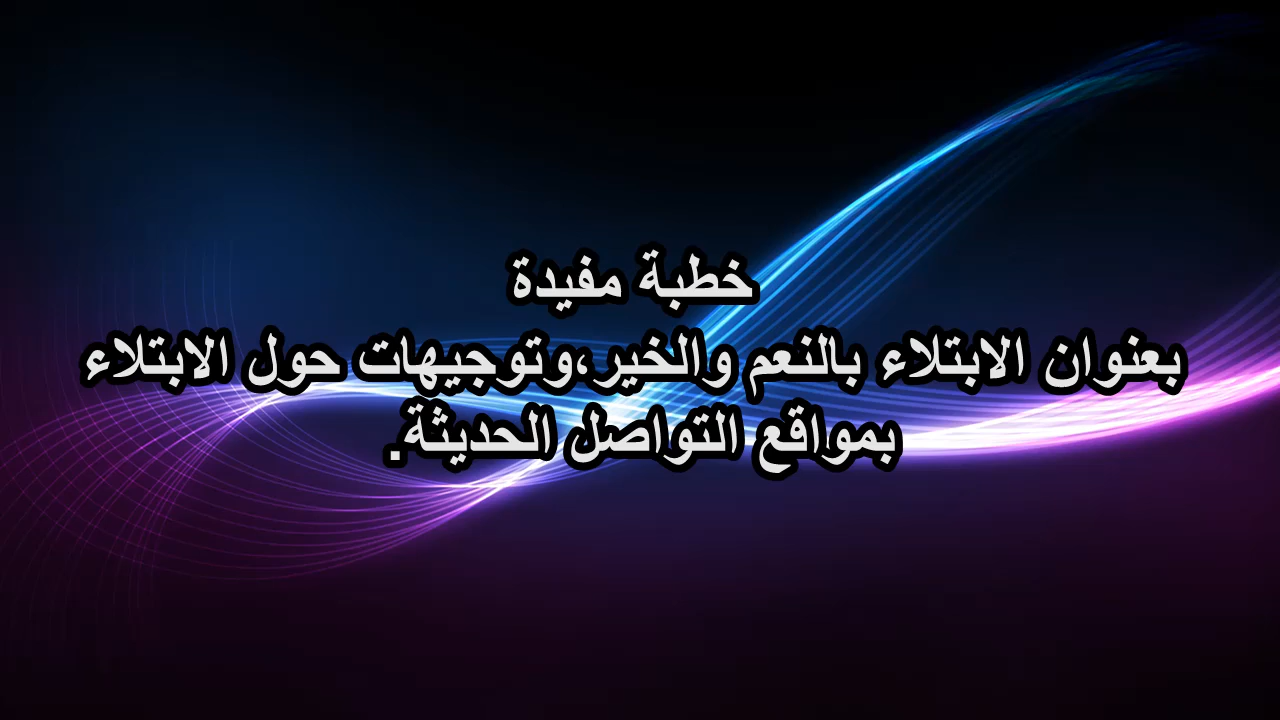 خطبة مفيدة
بعنوان الابتلاء بالنعم والخير،وتوجيهات حول الابتلاء
بمواقع التواصل الحديثة.